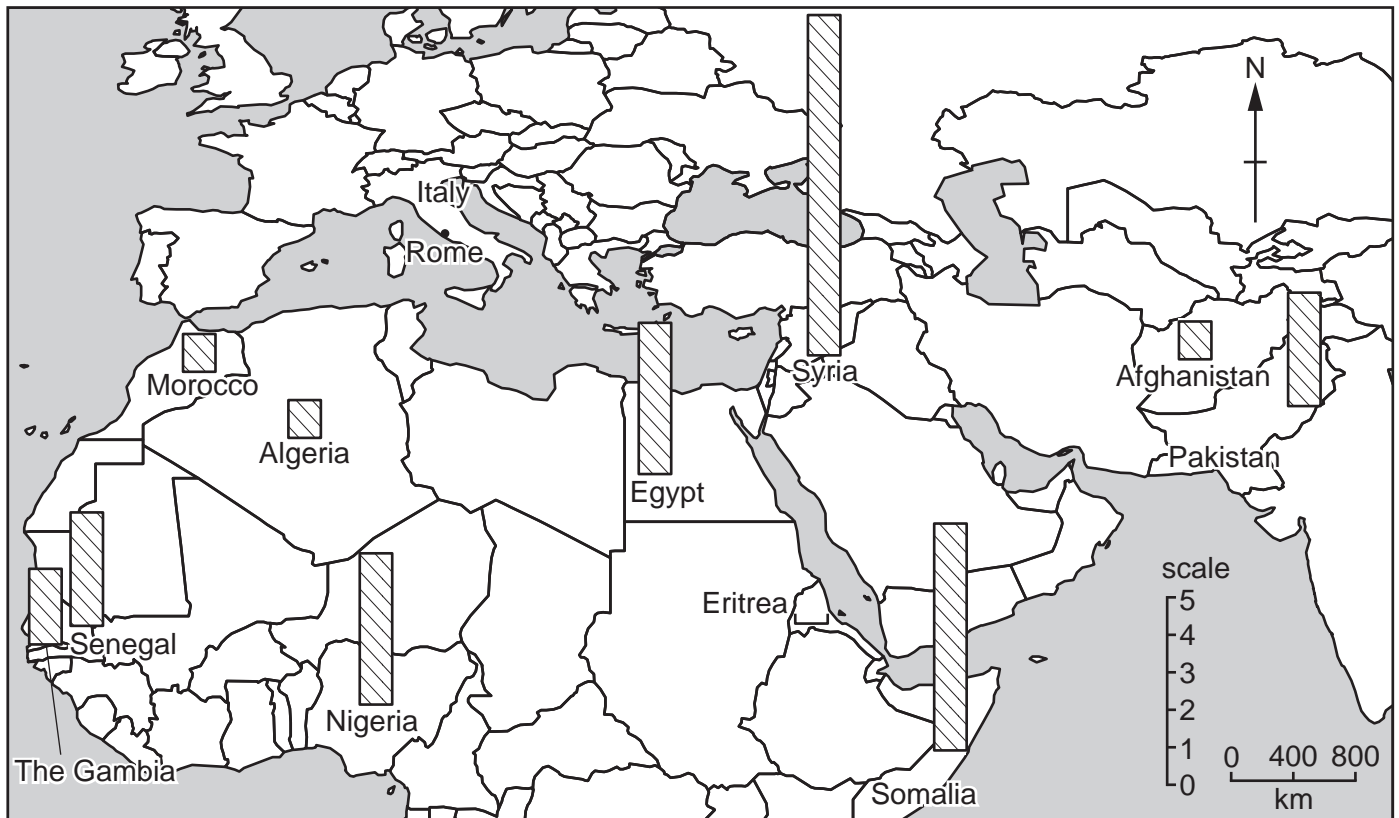 N
Italy
Rome
Morocco
Syria
Afghanistan
Algeria
Pakistan
Egypt
scale
5
4
3
2
1
0
Eritrea
Senegal
Nigeria
The Gambia
Somalia
0 400 800
km